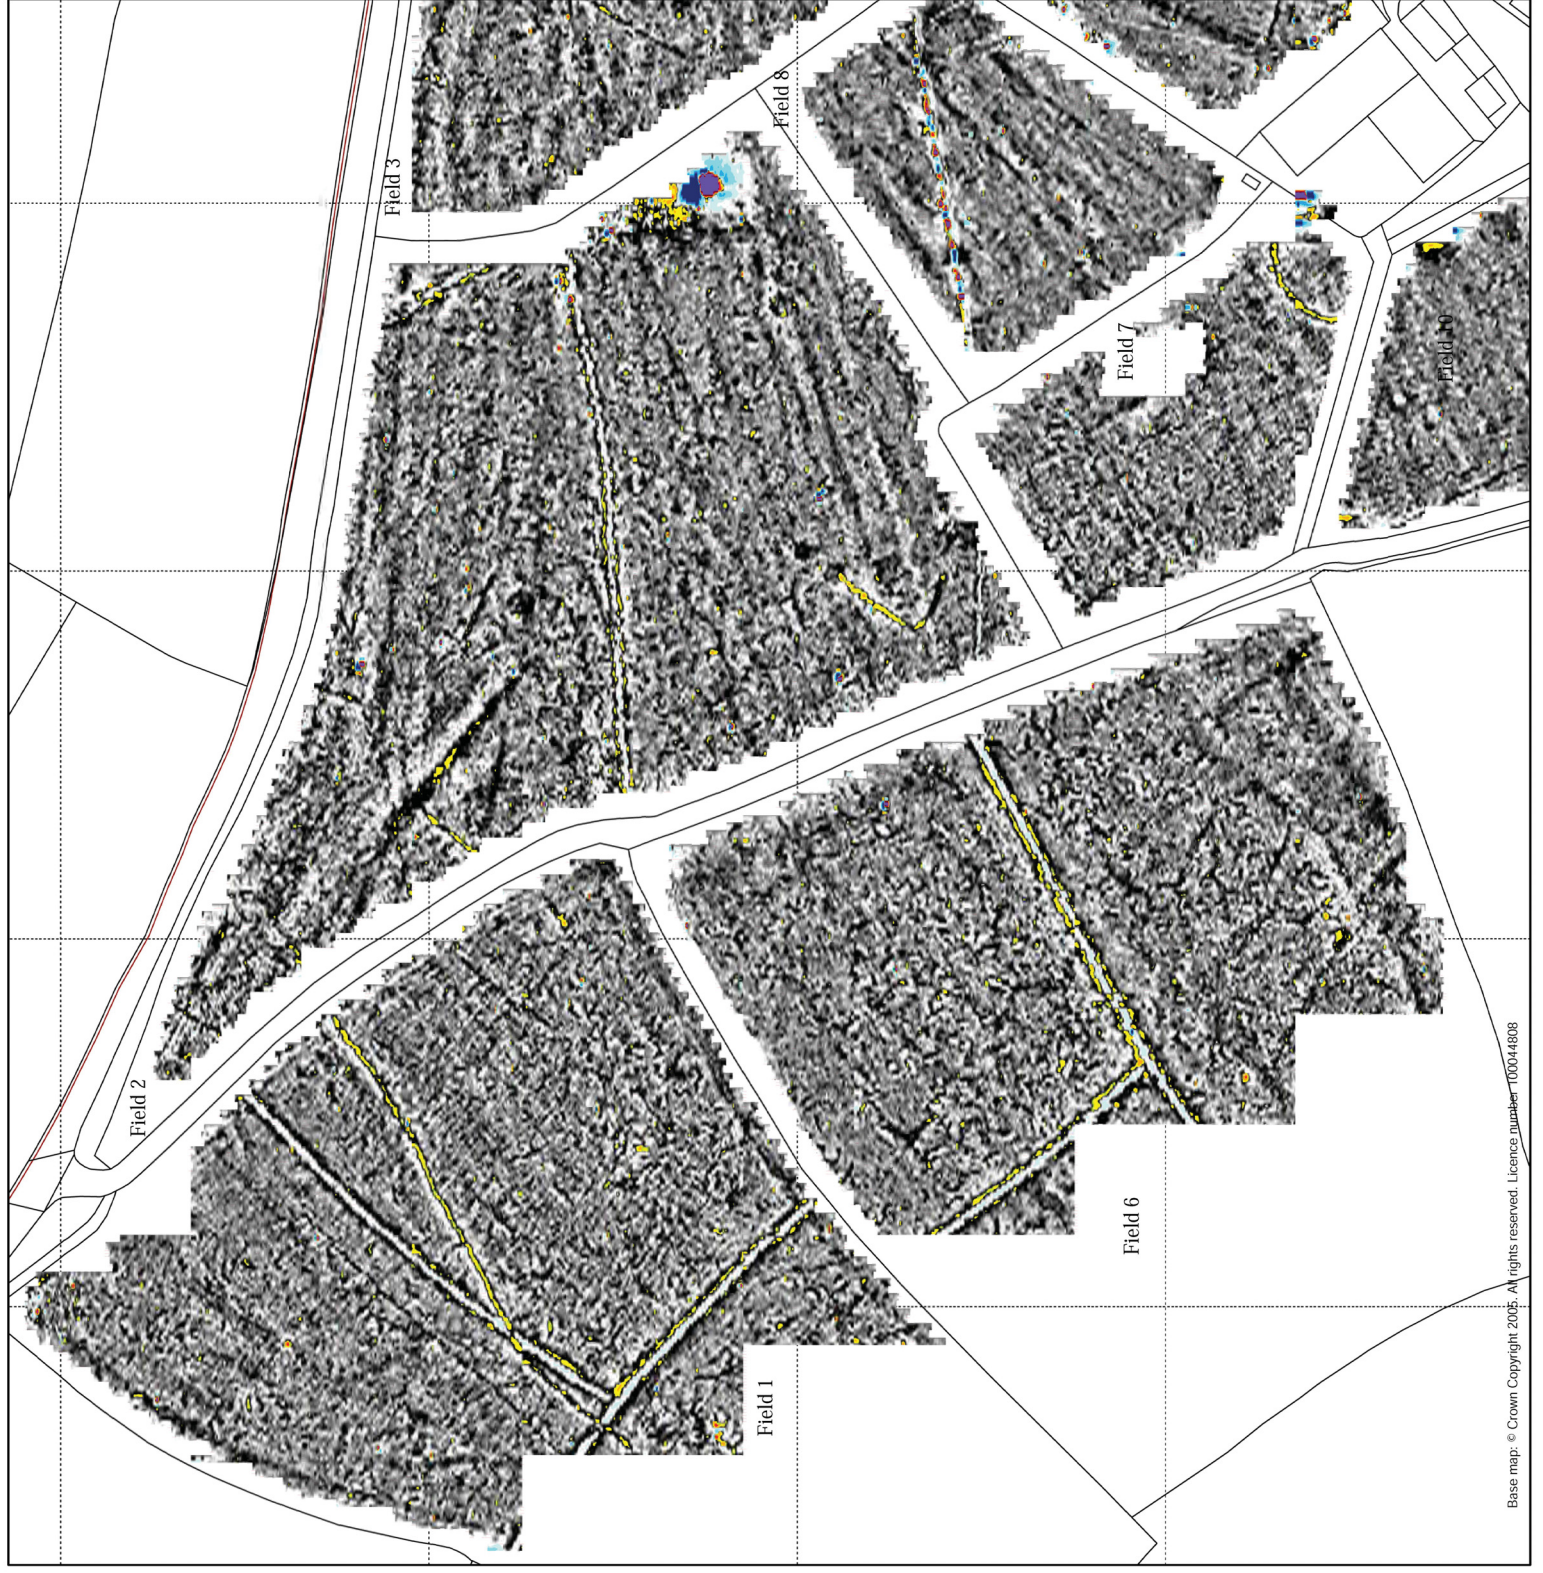 Field 3
Field 8
Field 7
Field 10
Field 2
Field 6
Field 1
Base map: © Crown Copyright 2005. All rights reserved. Licence number 100044808